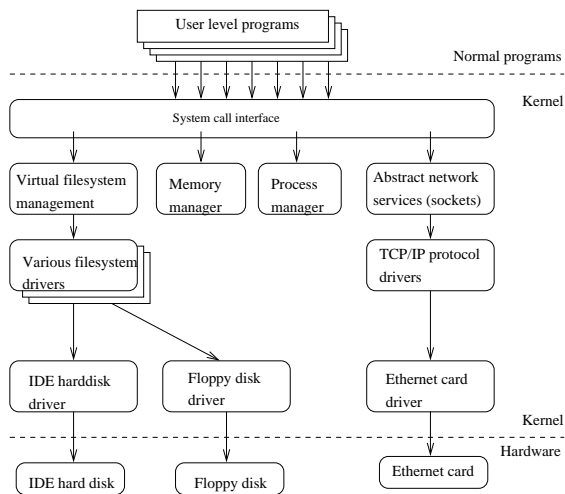 User level programs
Normal programs
Kernel
System call interface
Virtual filesystem
management
Memory
manager
Process
manager
Abstract network
services (sockets)
Various filesystem
drivers
TCP/IP protocol
drivers
IDE harddisk
driver
Floppy disk
driver
Ethernet card
driver
Kernel
Hardware
IDE hard disk
Floppy disk
Ethernet card